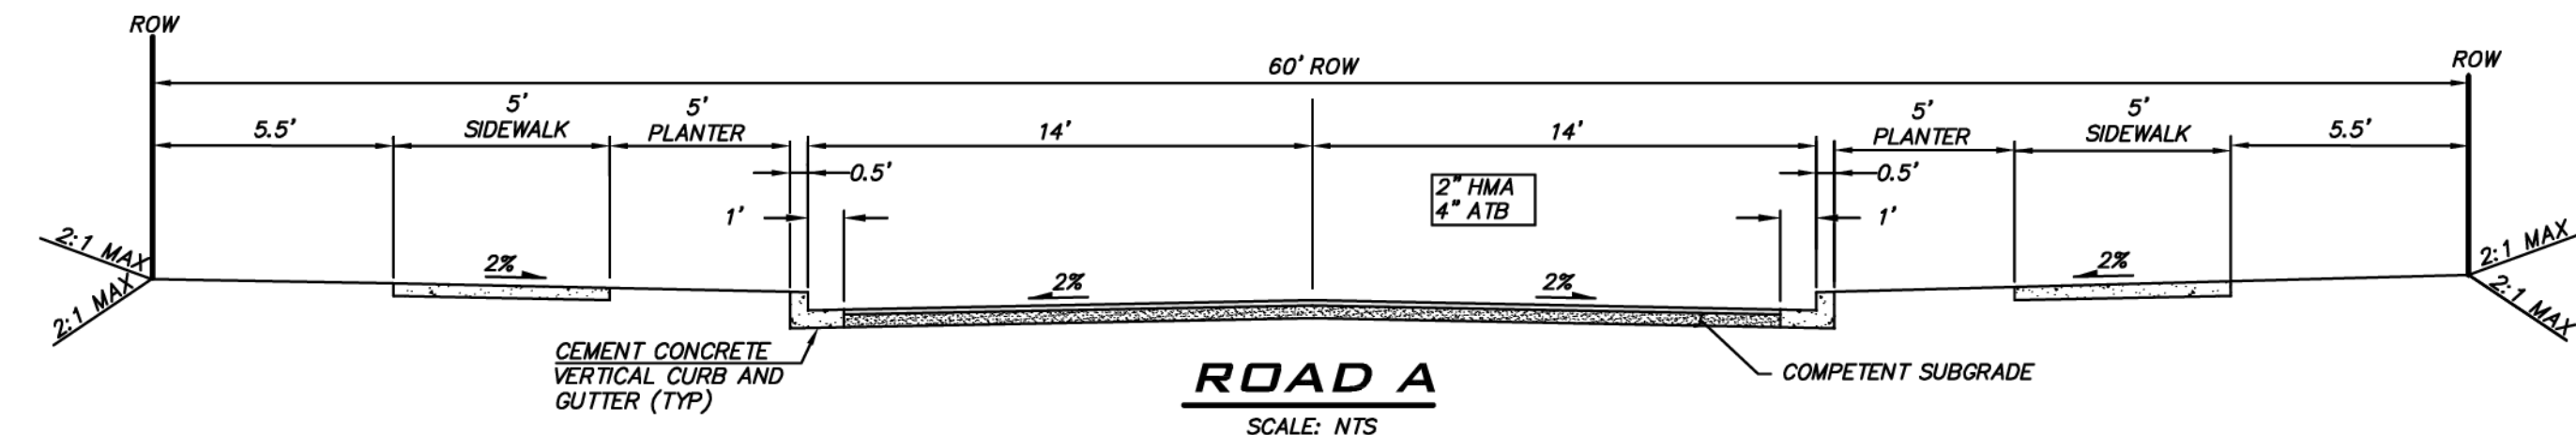 ROW
60' ROW
ROW
5.5'
5'
SIDEWALK
5'
PLANTER
14'
14'
5'
PLANTER
5'
SIDEWALK
5.5'
0.5'
0.5'
2" HMA
4" ATB
1'
1'
2:1 MAX
2:1 MAX
2%
2%
2%
2%
2:1 MAX
2:1 MAX
CEMENT CONCRETE
VERTICAL CURB AND
GUTTER (TYP)
COMPETENT SUBGRADE
ROAD A
SCALE: NTS